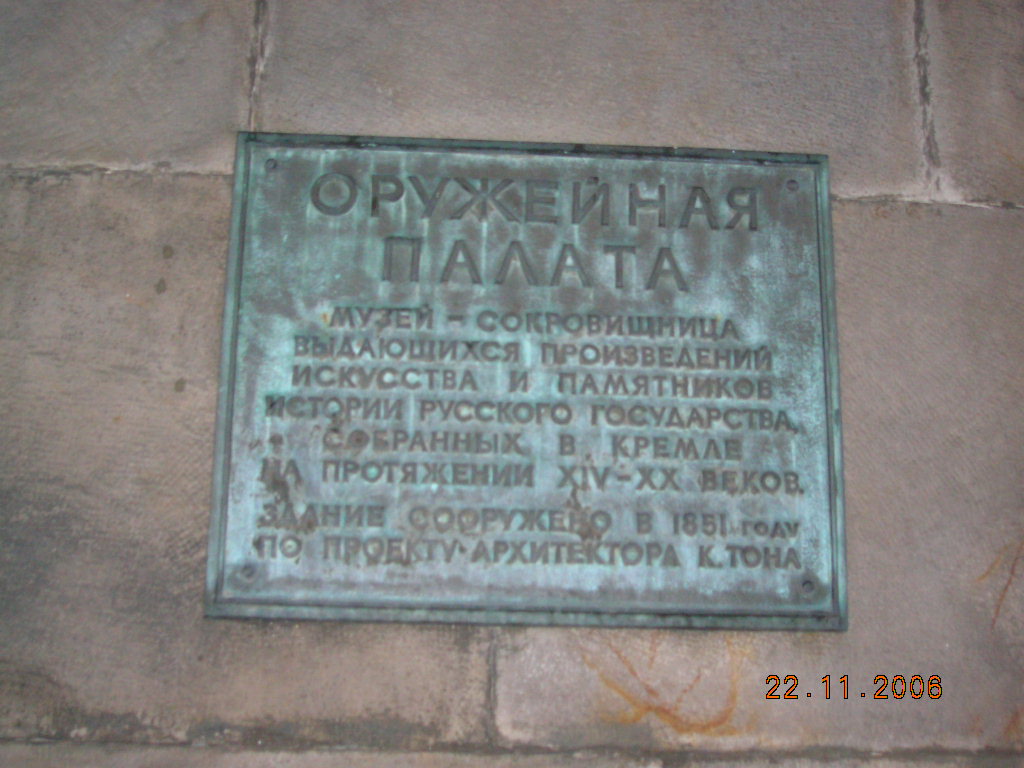 ОРУЖЕЙНАЯ
ПАЛАТА
МУЗЕЙ - СОКРОВИЩНИЦА
ВЫДАЮЩИХСЯ ПРОИЗВЕДЕНИЙ
ИСКУССТВА И ПАМЯТНИКОВ
ИСТОРИИ РУССКОГО ГОСУДАРСТВА,
СОБРАННЫХ В КРЕМЛЕ
НА ПРОТЯЖЕНИИ XIV-XX ВЕКОВ.
ЗДАНИЕ СООРУЖЕНО В 1851 ГОДУ
ПО ПРОЕКТУ АРХИТЕКТОРА К.ТОНА
22.11.2006